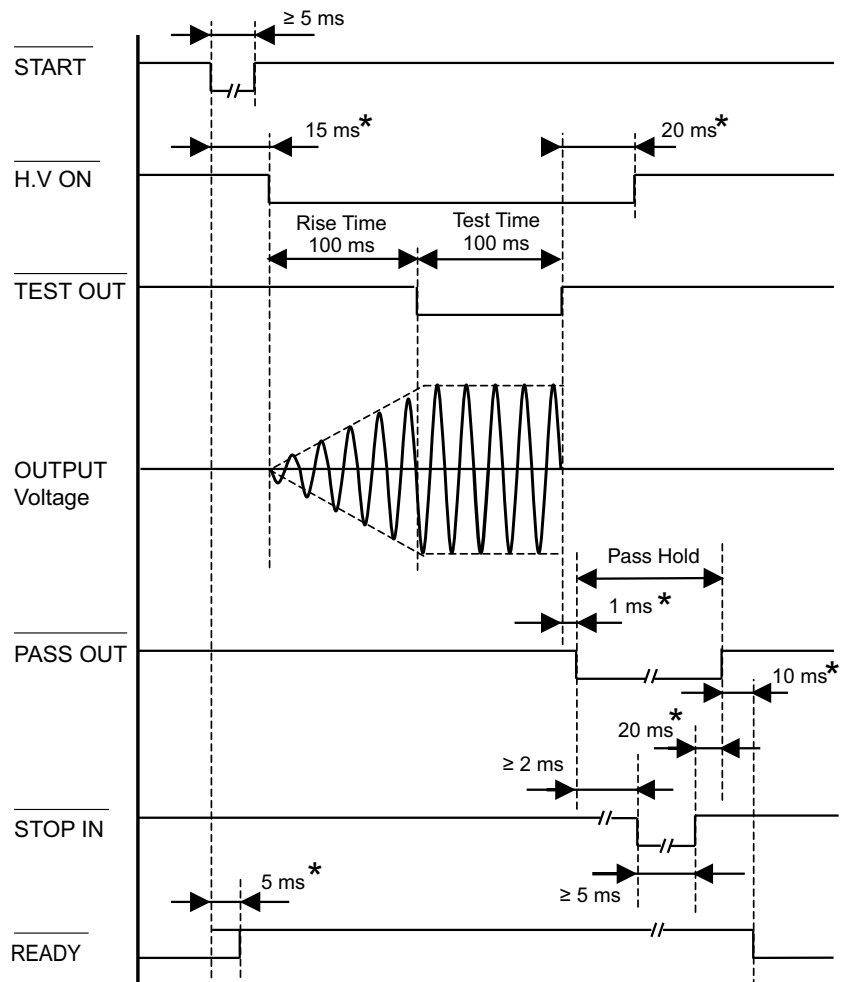 ≥ 5 ms
START
15 ms*
20 ms*
H.V ON
Rise Time
100 ms
Test Time
100 ms
TEST OUT
OUTPUT
Voltage
Pass Hold
1 ms *
PASS OUT
10 ms*
20 ms*
≥ 2 ms
STOP IN
5 ms*
≥ 5 ms
READY